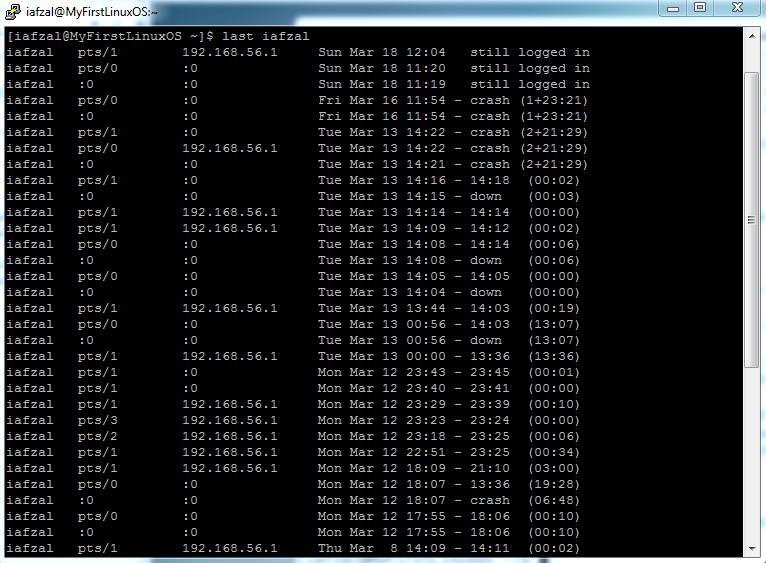 iafzal@MyFirstLinuxOS:~
[iafzal@MyFirstLinuxOS ~]$ last iafzal
iafzal   pts/1        192.168.56.1     Sun Mar 18 12:04   still logged in
iafzal   pts/0        :0               Sun Mar 18 11:20   still logged in
iafzal   :0           :0               Sun Mar 18 11:19   still logged in
iafzal   pts/0        :0               Fri Mar 16 11:54 - crash (1+23:21)
iafzal   :0           :0               Fri Mar 16 11:54 - crash (1+23:21)
iafzal   pts/1        :0               Tue Mar 13 14:22 - crash (2+21:29)
iafzal   pts/0        192.168.56.1     Tue Mar 13 14:22 - crash (2+21:29)
iafzal   :0           :0               Tue Mar 13 14:21 - crash (2+21:29)
iafzal   pts/1        :0               Tue Mar 13 14:16 - 14:18  (00:02)
iafzal   :0           :0               Tue Mar 13 14:15 - down   (00:03)
iafzal   pts/1        192.168.56.1     Tue Mar 13 14:14 - 14:14  (00:00)
iafzal   pts/1        192.168.56.1     Tue Mar 13 14:09 - 14:12  (00:02)
iafzal   pts/0        :0               Tue Mar 13 14:08 - 14:14  (00:06)
iafzal   :0           :0               Tue Mar 13 14:08 - down   (00:06)
iafzal   pts/0        :0               Tue Mar 13 14:05 - 14:05  (00:00)
iafzal   :0           :0               Tue Mar 13 14:04 - down   (00:00)
iafzal   pts/1        192.168.56.1     Tue Mar 13 13:44 - 14:03  (00:19)
iafzal   pts/0        :0               Tue Mar 13 00:56 - 14:03  (13:07)
iafzal   :0           :0               Tue Mar 13 00:56 - down   (13:07)
iafzal   pts/1        192.168.56.1     Tue Mar 13 00:00 - 13:36  (13:36)
iafzal   pts/1        :0               Mon Mar 12 23:43 - 23:45  (00:01)
iafzal   pts/1        :0               Mon Mar 12 23:40 - 23:41  (00:00)
iafzal   pts/1        192.168.56.1     Mon Mar 12 23:29 - 23:39  (00:10)
iafzal   pts/3        192.168.56.1     Mon Mar 12 23:23 - 23:24  (00:00)
iafzal   pts/2        192.168.56.1     Mon Mar 12 23:18 - 23:25  (00:06)
iafzal   pts/1        192.168.56.1     Mon Mar 12 22:51 - 23:25  (00:34)
iafzal   pts/1        192.168.56.1     Mon Mar 12 18:09 - 21:10  (03:00)
iafzal   pts/0        :0               Mon Mar 12 18:07 - 13:36  (19:28)
iafzal   :0           :0               Mon Mar 12 18:07 - crash  (06:48)
iafzal   pts/0        :0               Mon Mar 12 17:55 - 18:06  (00:10)
iafzal   :0           :0               Mon Mar 12 17:55 - 18:06  (00:10)
iafzal   pts/1        192.168.56.1     Thu Mar  8 14:09 - 14:11  (00:02)